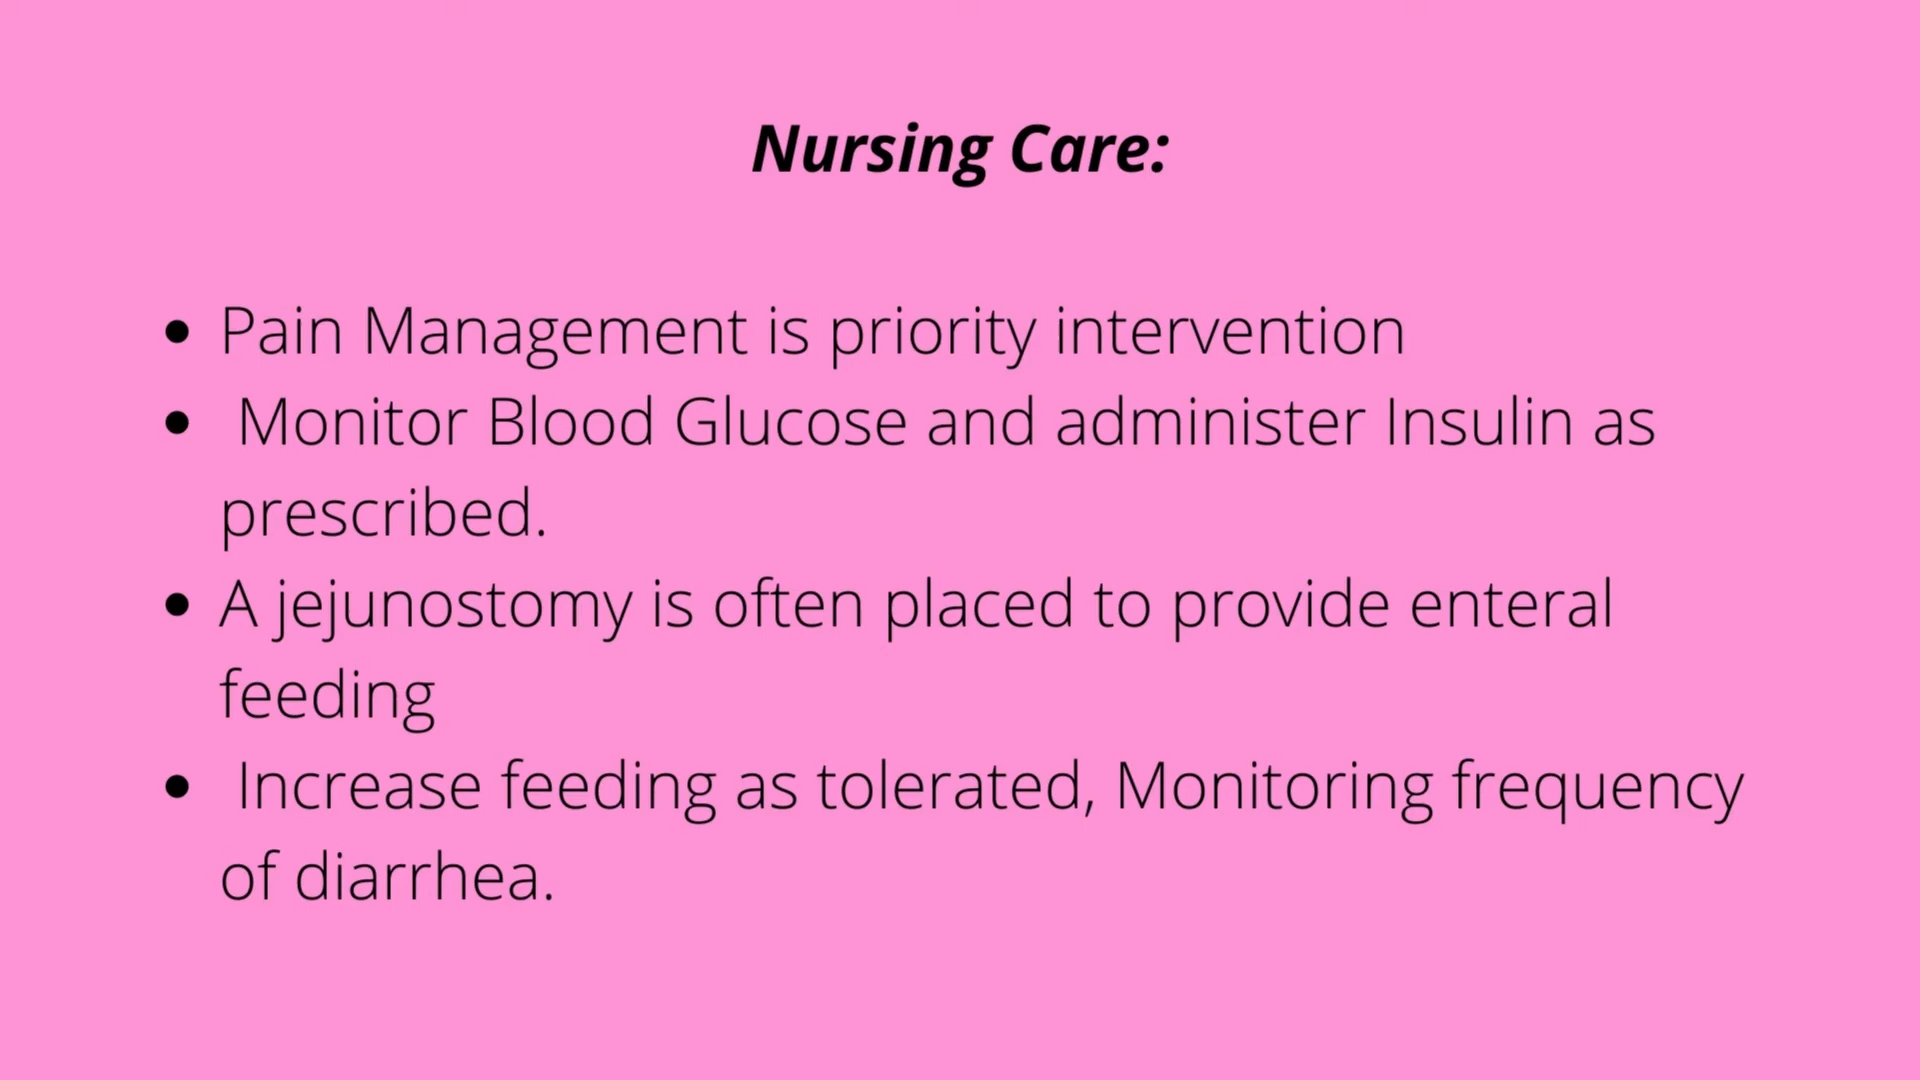 Nursing Care:
• Pain Management is priority intervention
• Monitor Blood Glucose and administer Insulin as
prescribed.
• A jejunostomy is often placed to provide enteral
feeding
• Increase feeding as tolerated, Monitoring frequency
of diarrhea.